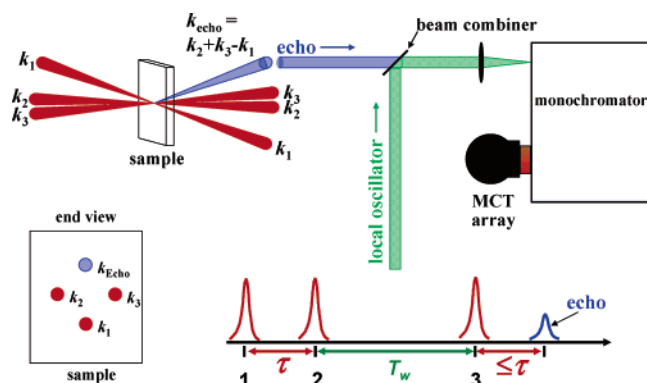 k_echo =
k_2+k_3-k_1
echo
beam combiner
k_1
k_2
k_3
k_3
k_2
k_1
sample
monochromator
local oscillator
MCT
array
end view
k_Echo
k_2
k_3
k_1
sample
echo
τ
T_w
≤τ
1
2
3